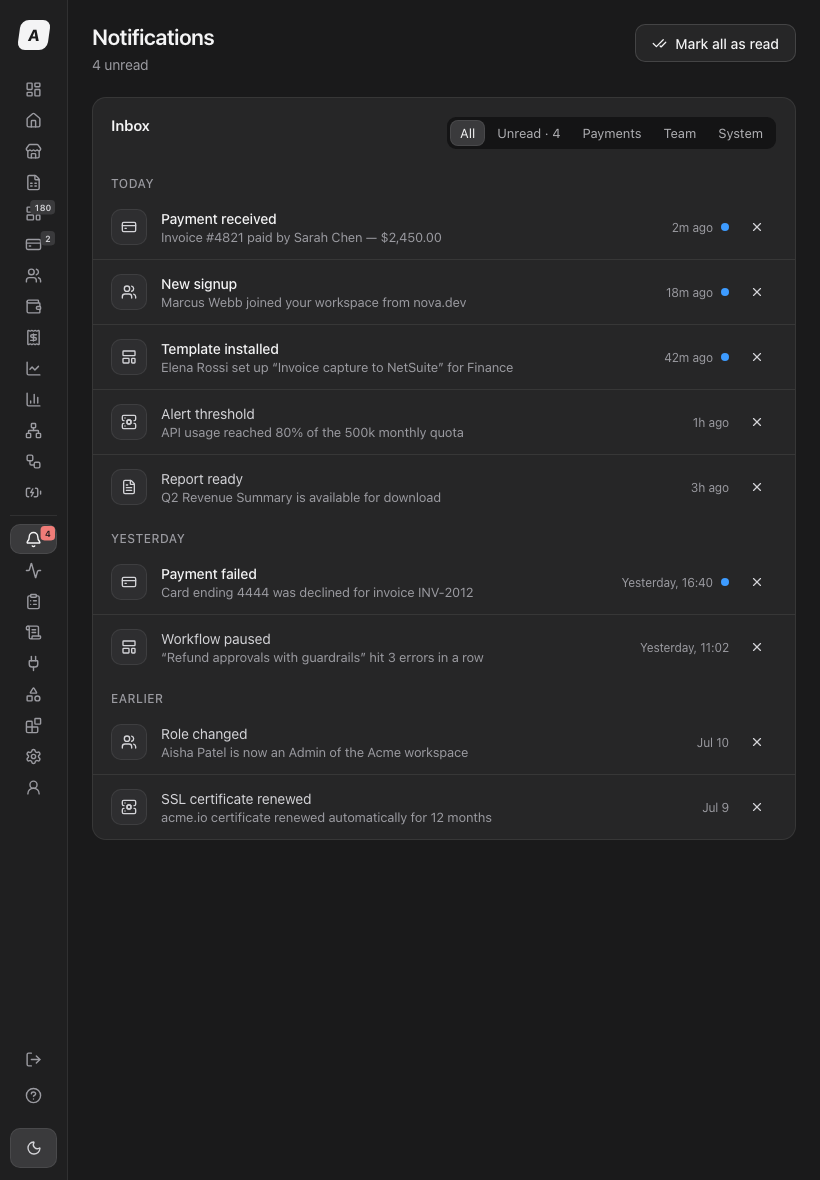 A
180
2
4
Notifications
4 unread
Mark all as read
Inbox
All
Unread · 4
Payments
Team
System
TODAY
Payment received
Invoice #4821 paid by Sarah Chen — $2,450.00
2m ago
New signup
Marcus Webb joined your workspace from nova.dev
18m ago
Template installed
Elena Rossi set up “Invoice capture to NetSuite” for Finance
42m ago
Alert threshold
API usage reached 80% of the 500k monthly quota
1h ago
Report ready
Q2 Revenue Summary is available for download
3h ago
YESTERDAY
Payment failed
Card ending 4444 was declined for invoice INV-2012
Yesterday, 16:40
Workflow paused
“Refund approvals with guardrails” hit 3 errors in a row
Yesterday, 11:02
EARLIER
Role changed
Aisha Patel is now an Admin of the Acme workspace
Jul 10
SSL certificate renewed
acme.io certificate renewed automatically for 12 months
Jul 9